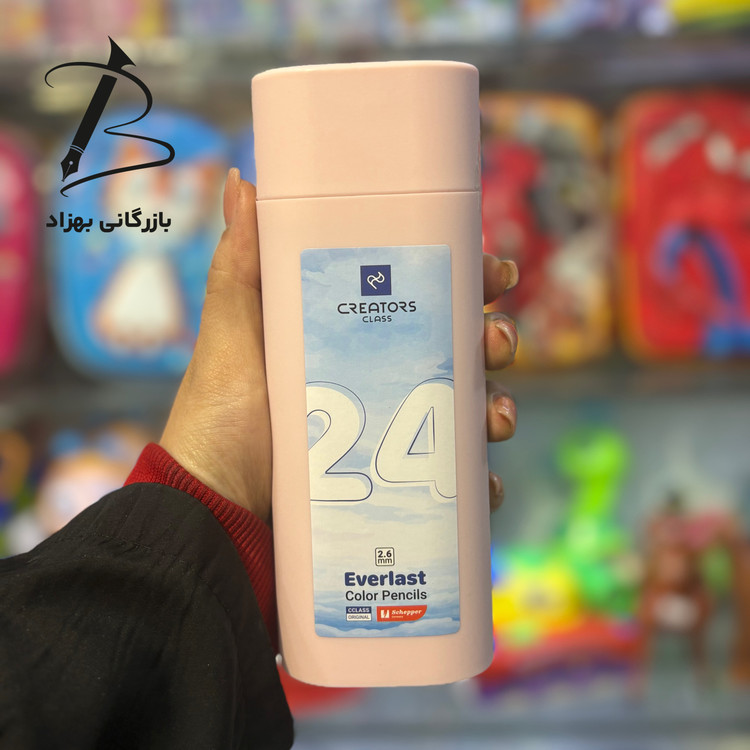 بازرگانی بهزاد
CREATORS
CLASS
24
2.6
mm
Everlast
Color Pencils
CCLASS
ORIGINAL
Schepper